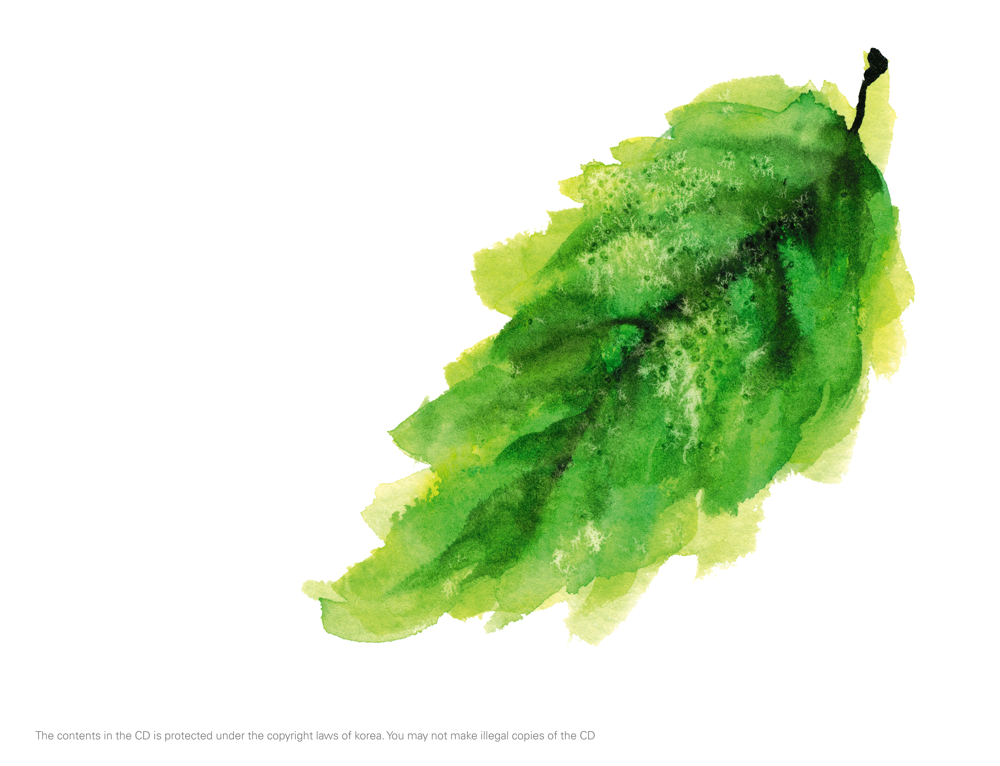 The contents in the CD is protected under the copyright laws of korea. You may not make illegal copies of the CD